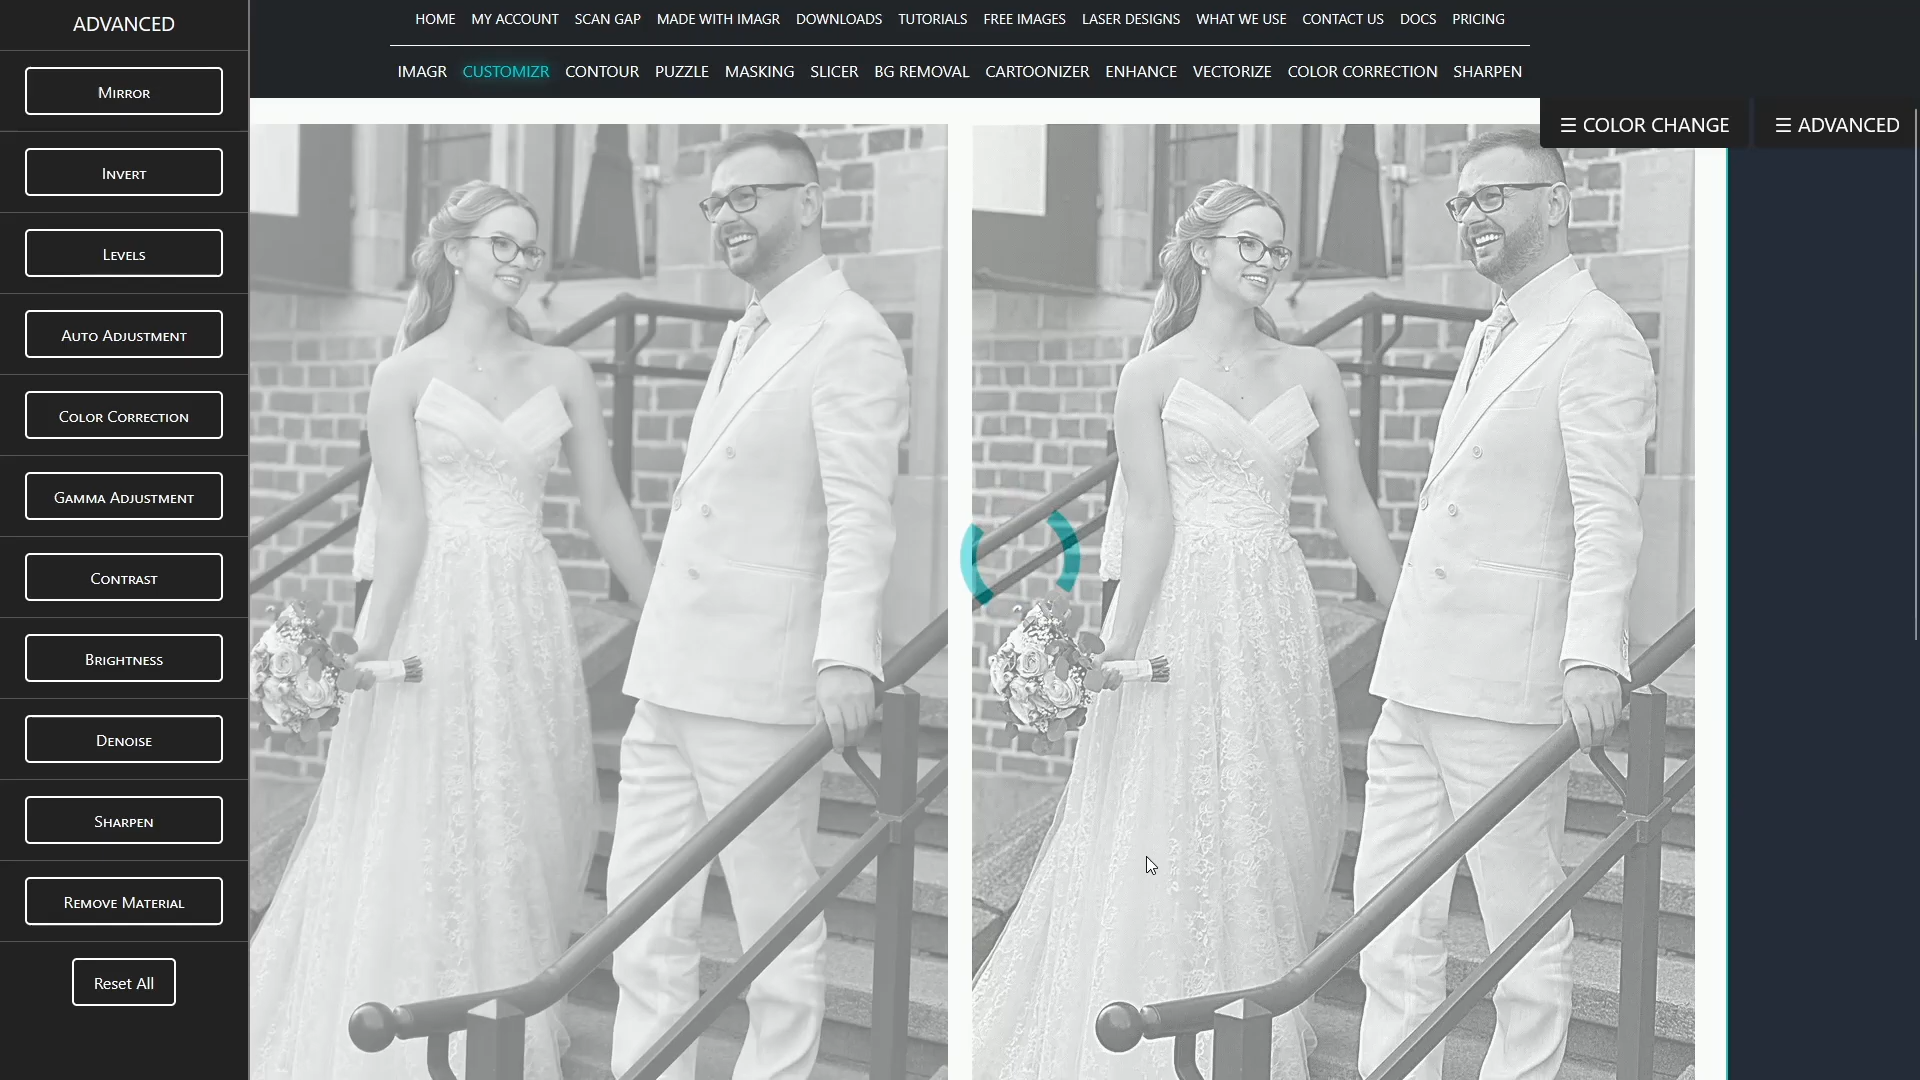 ADVANCED
Mirror
Invert
Levels
Auto Adjustment
Color Correction
Gamma Adjustment
Contrast
Brightness
Denoise
Sharpen
Remove Material
Reset All
HOME MY ACCOUNT SCAN GAP MADE WITH IMAGR DOWNLOADS TUTORIALS FREE IMAGES LASER DESIGNS WHAT WE USE CONTACT US DOCS PRICING
IMAGR CUSTOMIZR CONTOUR PUZZLE MASKING SLICER BG REMOVAL CARTOONIZER ENHANCE VECTORIZE COLOR CORRECTION SHARPEN
☰ COLOR CHANGE ☰ ADVANCED